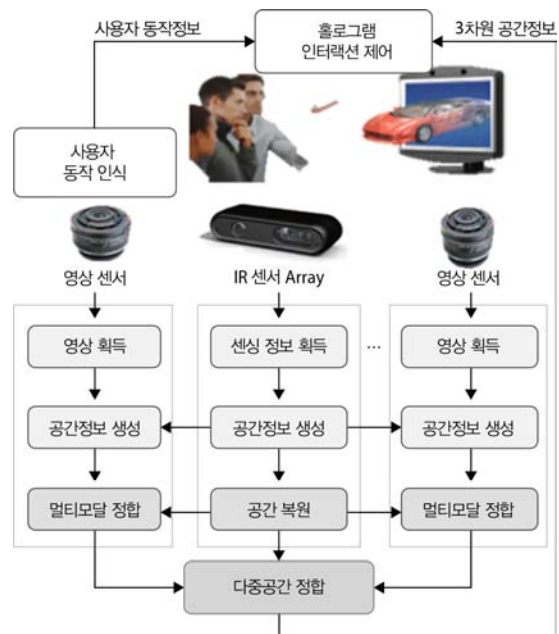 사용자 동작정보
홀로그램
인터랙션 제어
3차원 공간정보
사용자
동작 인식
영상 센서
IR 센서 Array
영상 센서
영상 획득
센싱 정보 획득
...
영상 획득
공간정보 생성
공간정보 생성
공간정보 생성
멀티모달 정합
공간 복원
멀티모달 정합
다중공간 정합